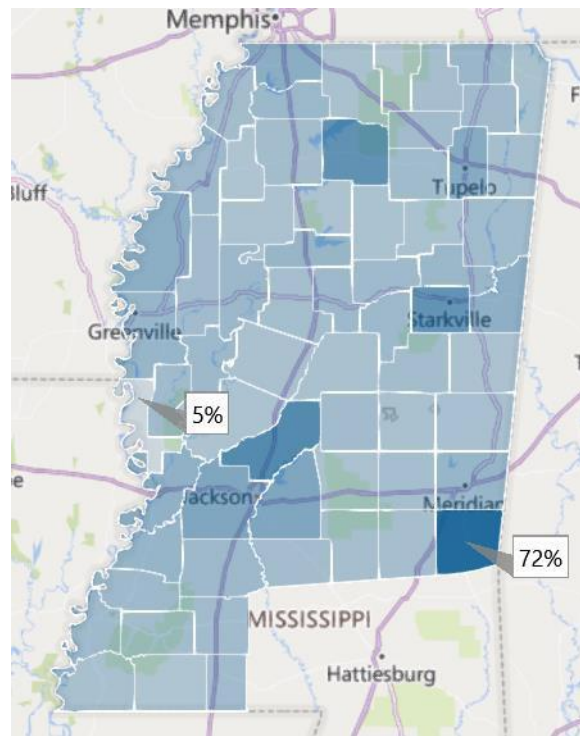 Memphis
Bluff
Tupelo
Starkville
Greenville
5%
Jackson
Meridian
72%
MISSISSIPPI
Hattiesburg